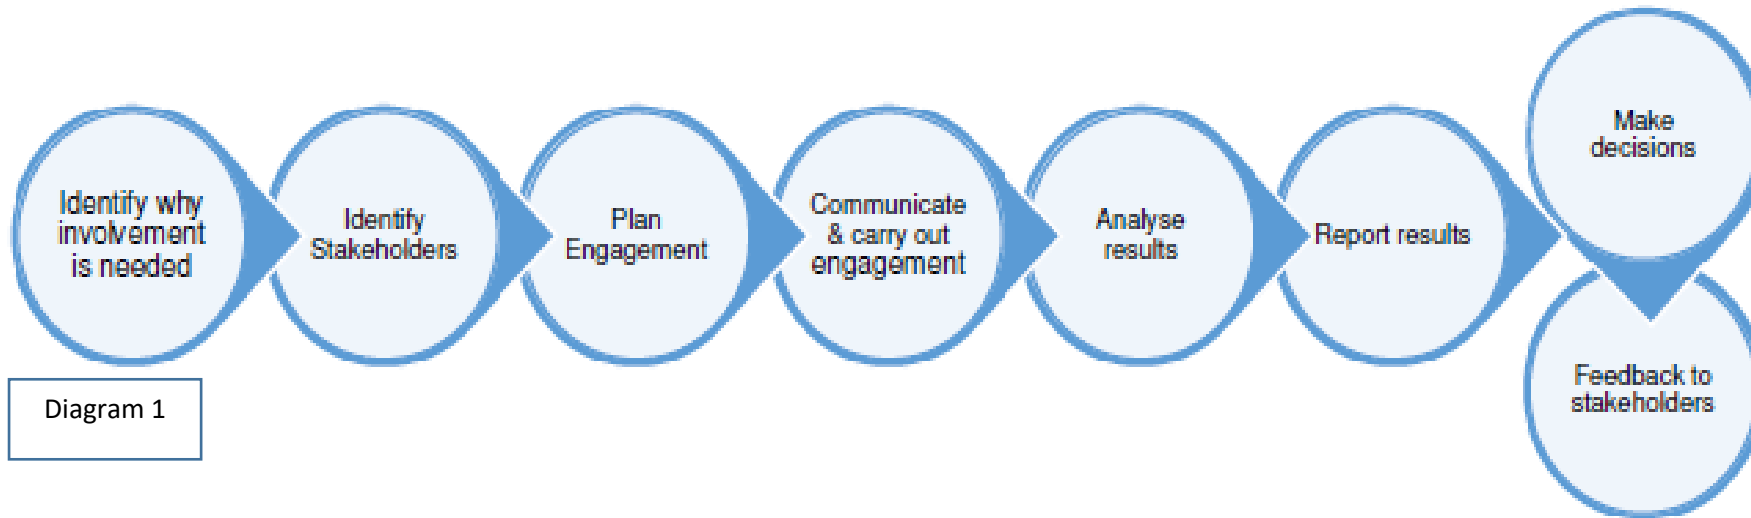 Identify why
involvement
is needed
Identify
Stakeholders
Plan
Engagement
Communicate
& carry out
engagement
Analyse
results
Report results
Make
decisions
Feedback to
stakeholders
Diagram 1